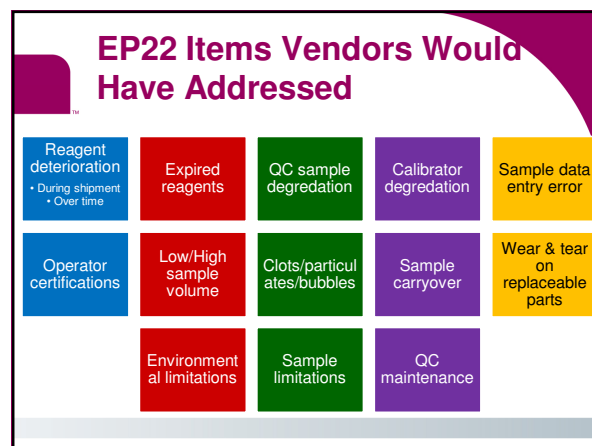 EP22 Items Vendors Would
Have Addressed
™
Reagent
deterioration
• During shipment
• Over time
Expired
reagents
QC sample
degredation
Calibrator
degredation
Sample data
entry error
Operator
certifications
Low/High
sample
volume
Clots/particul
ates/bubbles
Sample
carryover
Wear & tear
on
replaceable
parts
Environment
al limitations
Sample
limitations
QC
maintenance